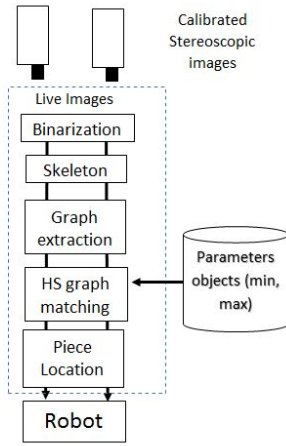 Calibrated
Stereoscopic
images
Live Images
Binarization
Skeleton
Graph
extraction
HS graph
matching
Parameters
objects (min,
max)
Piece
Location
Robot